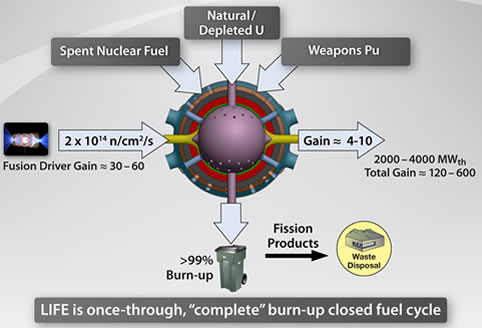 Natural/
Depleted U
Spent Nuclear Fuel
Weapons Pu
2 x 10¹⁴ n/cm²/s
Gain ≈ 4-10
Fusion Driver Gain ≈ 30 – 60
2000 – 4000 MWth
Total Gain ≈ 120 – 600
>99%
Burn-up
Fission
Products
Waste
Disposal
LIFE is once-through, “complete” burn-up closed fuel cycle